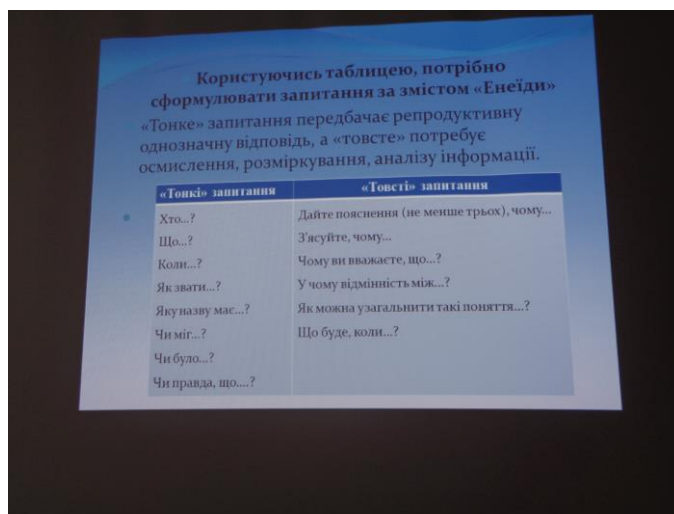 Користуючись таблицею, потрібно
сформулювати запитання за змістом «Енеїди»
«Тонке» запитання передбачає репродуктивну
однозначну відповідь, а «товсте» потребує
осмислення, розміркування, аналізу інформації.
«Тонкі» запитання «Товсті» запитання
Хто...? Дайте пояснення (не менше трьох), чому...
Що...? З'ясуйте, чому...
Коли...? Чому ви вважаєте, що...?
Як звати...? У чому відмінність між...?
Яку назву має...? Як можна узагальнити такі поняття...?
Чи міг...? Що буде, коли...?
Чи було...?
Чи правда, що....?